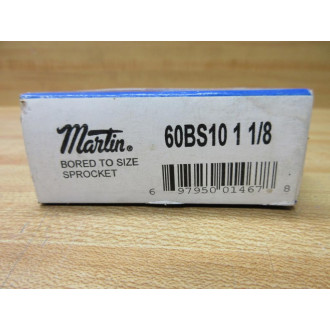 Martin®
60BS10 1 1/8
BORED TO SIZE
SPROCKET
6 97950 01467 8